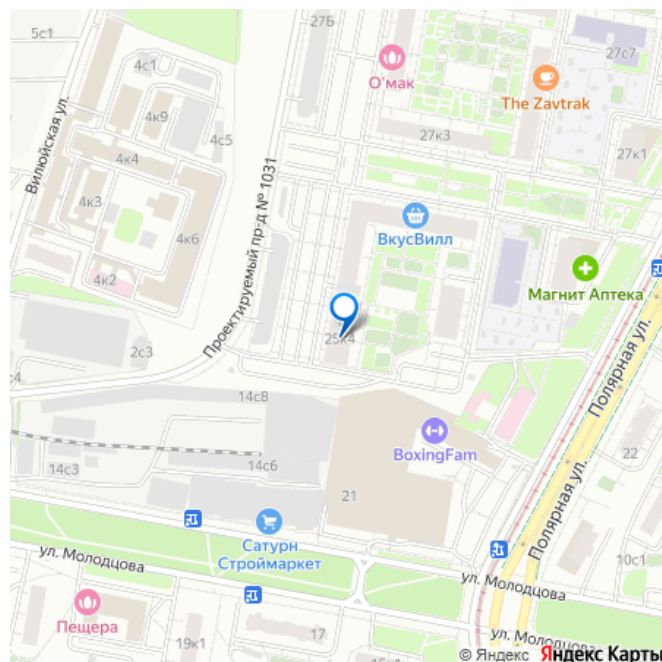 5с1
27Б
27с7
4с1
О'мак
The Zavtrak
4к9
4с5
27к3
27к1
Вилюйская ул.
4к4
4к3
4к6
4к2
Проектируемый пр-д № 1031
ВкусВилл
Магнит Аптека
2с3
25к4
Полярная ул.
14с8
BoxingFam
14с3
14с6
21
22
Полярная ул.
Сатурн
Строймаркет
ул. Молодцова
10с1
ул. Молодцова
Пещера
19к1
17
ул. Молодцова
© Яндекс Яндекс Карты